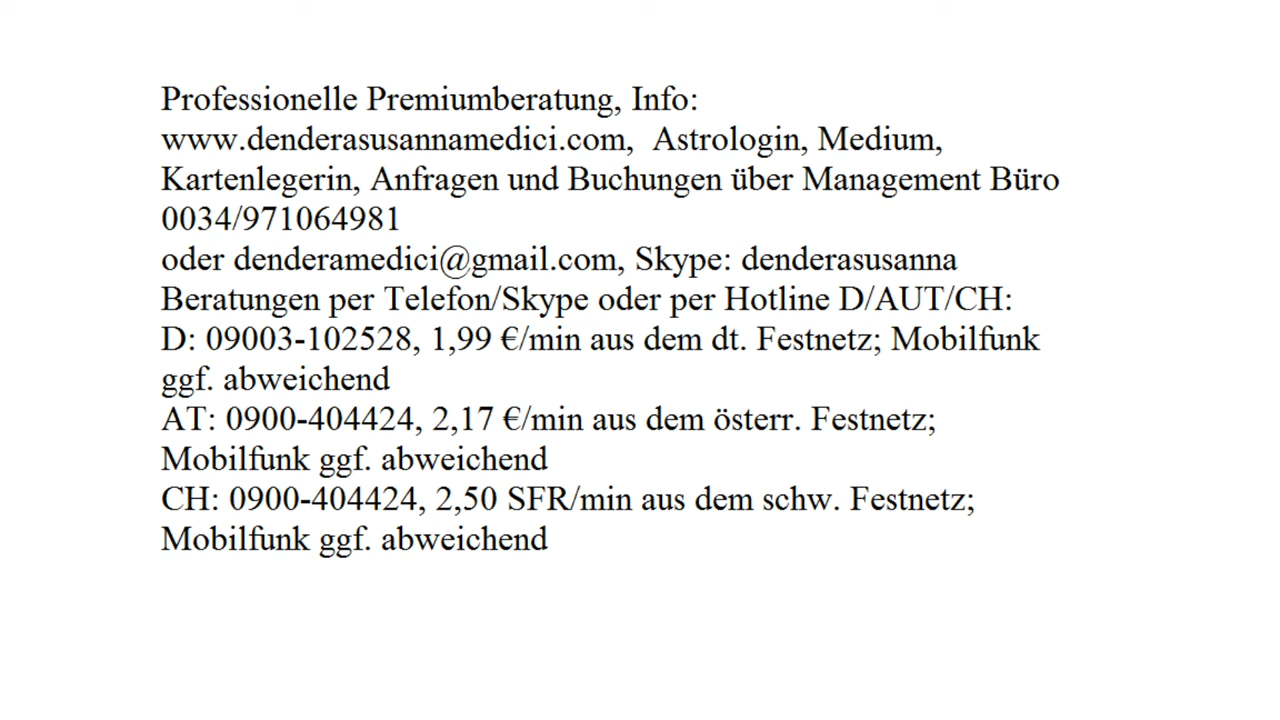 Professionelle Premiumberatung, Info:
www.denderasusannamedici.com,  Astrologin, Medium,
Kartenlegerin, Anfragen und Buchungen über Management Büro
0034/971064981
oder denderamedici@gmail.com, Skype: denderasusanna
Beratungen per Telefon/Skype oder per Hotline D/AUT/CH:
D: 09003-102528, 1,99 €/min aus dem dt. Festnetz; Mobilfunk
ggf. abweichend
AT: 0900-404424, 2,17 €/min aus dem österr. Festnetz;
Mobilfunk ggf. abweichend
CH: 0900-404424, 2,50 SFR/min aus dem schw. Festnetz;
Mobilfunk ggf. abweichend